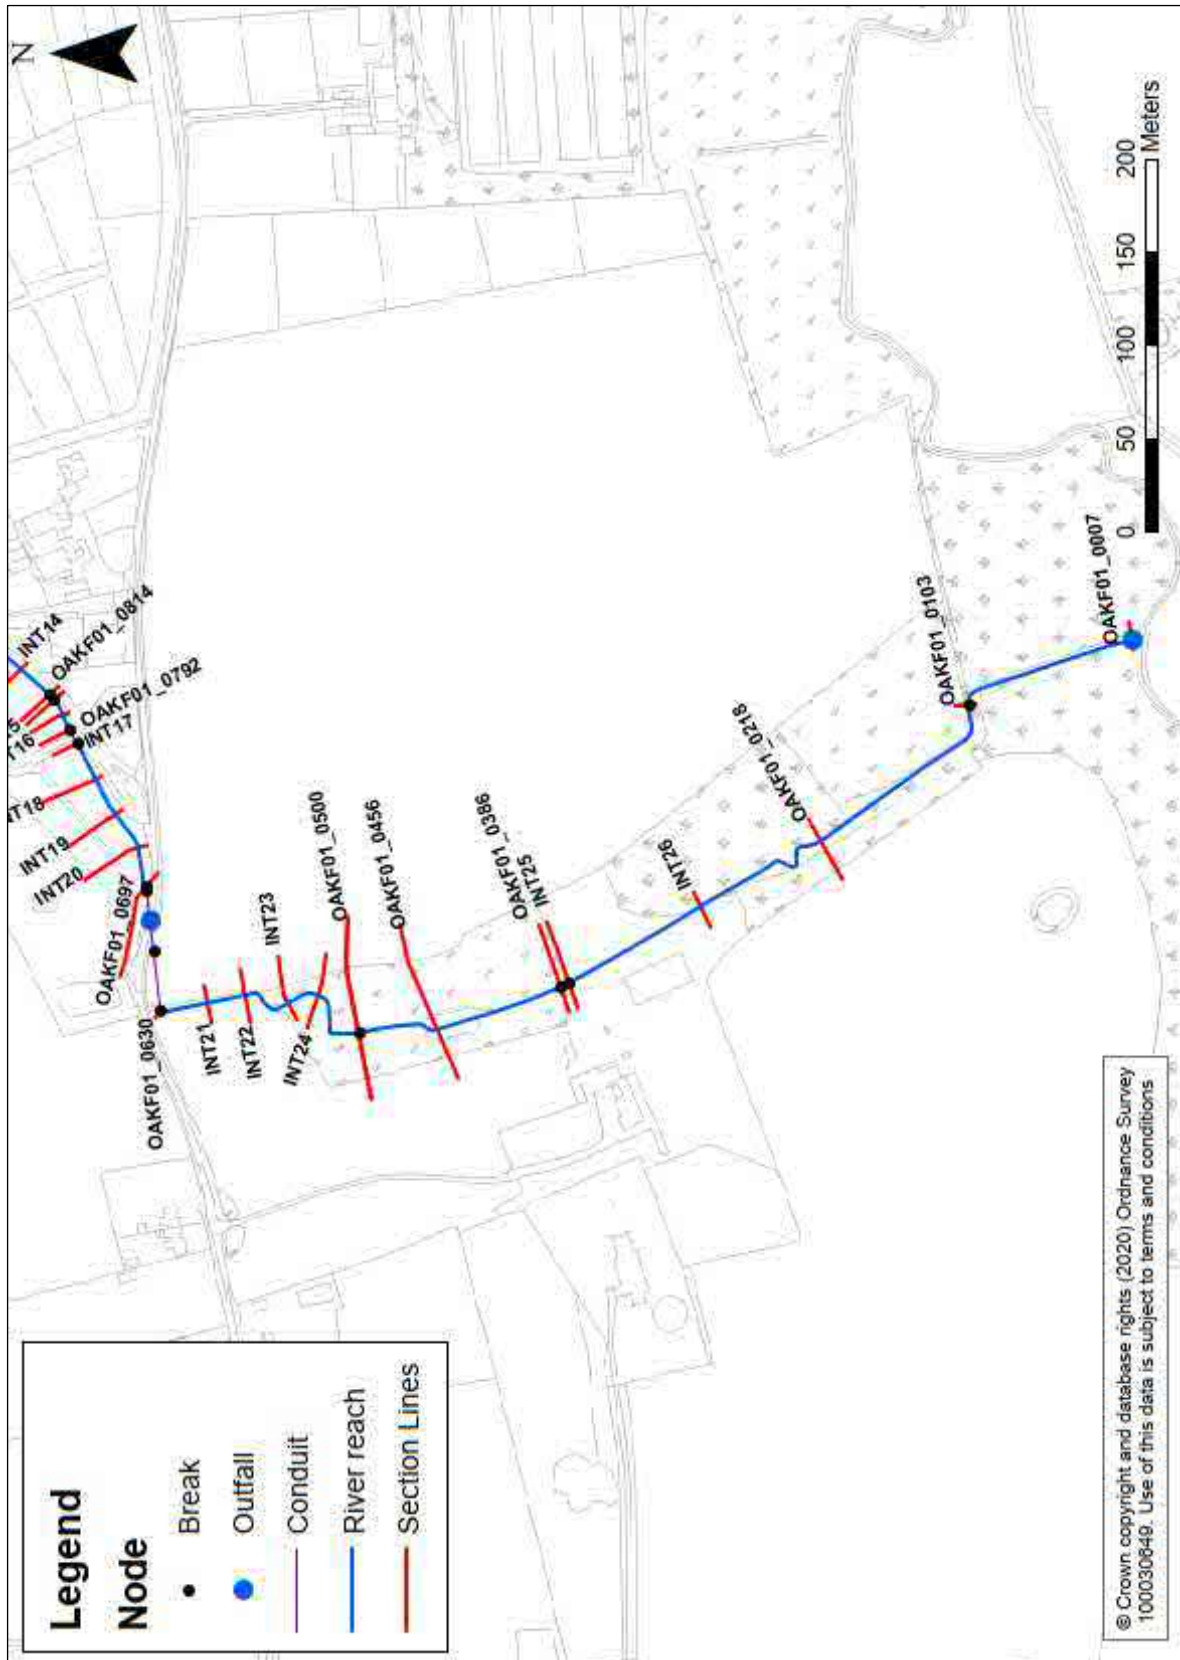 N
INT14
OAKF01_0814
OAKF01_0792
INT17
INT19
INT20
OAKF01_0697
OAKF01_0630
INT21
INT22
INT23
INT24
OAKF01_0500
OAKF01_0456
OAKF01_0386
INT25
INT26
OAKF01_0218
OAKF01_0103
OAKF01_0007
0 50 100 150 200
Meters
Legend
Node
Break
Outfall
Conduit
River reach
Section Lines
© Crown copyright and database rights (2020) Ordnance Survey
100030649. Use of this data is subject to terms and conditions